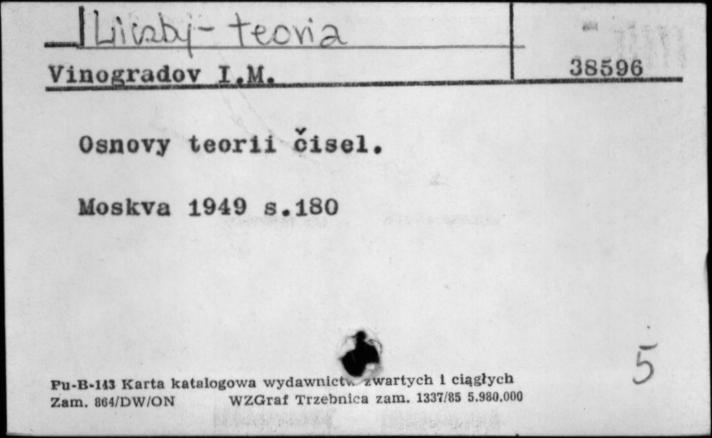 Liczby - teoria
Vinogradov I.M. 38596
Osnovy teorii čisel.
Moskva 1949 s.180
5
Pu-B-143 Karta katalogowa wydawnictw zwartych i ciągłych
Zam. 864/DW/ON WZGraf Trzebnica zam. 1337/85 5.980.000